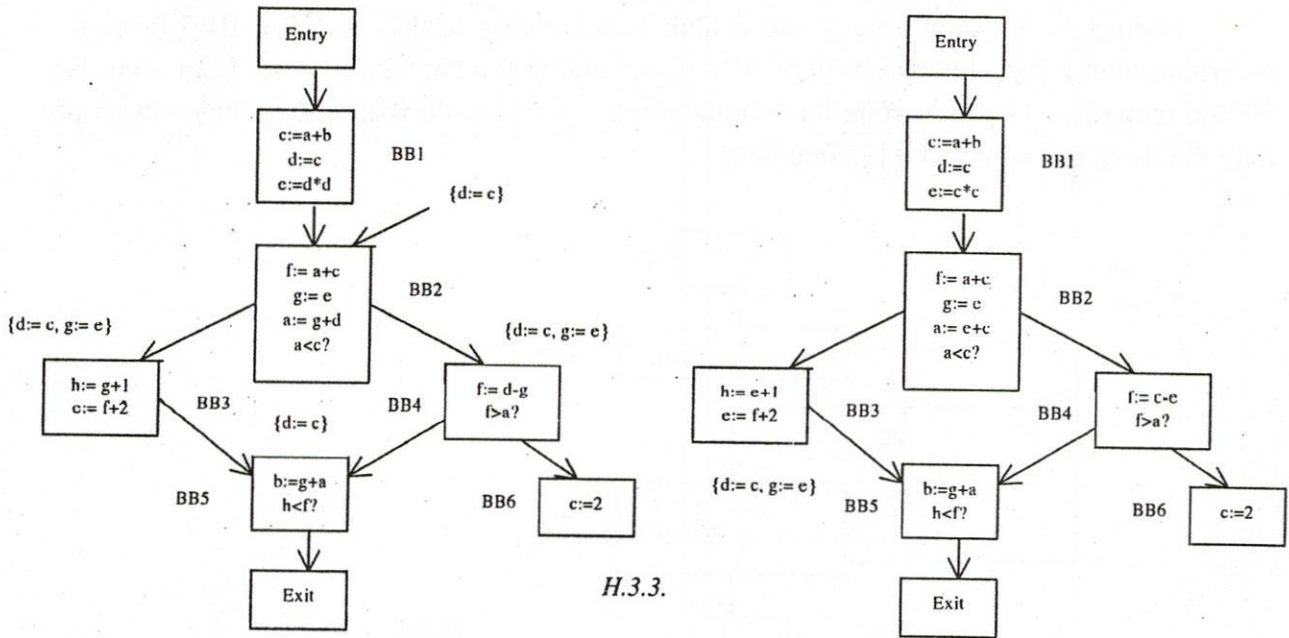 Entry
c:=a+b
d:=c
e:=d*d
BB1
{d:= c}
f:= a+c
g:= e
a:= g+d
a<c?
BB2
{d:= c, g:= e}
{d:= c, g:= e}
h:= g+1
e:= f+2
BB3
BB4
f:= d-g
f>a?
{d:= c}
BB5
b:=g+a
h<f?
BB6
c:=2
Exit
H.3.3.
Entry
c:=a+b
d:=c
e:=c*c
BB1
f:= a+c
g:= e
a:= e+c
a<c?
BB2
h:= e+1
e:= f+2
BB3
BB4
f:= c-e
f>a?
{d:= c, g:= e}
BB5
b:=g+a
h<f?
BB6
c:=2
Exit